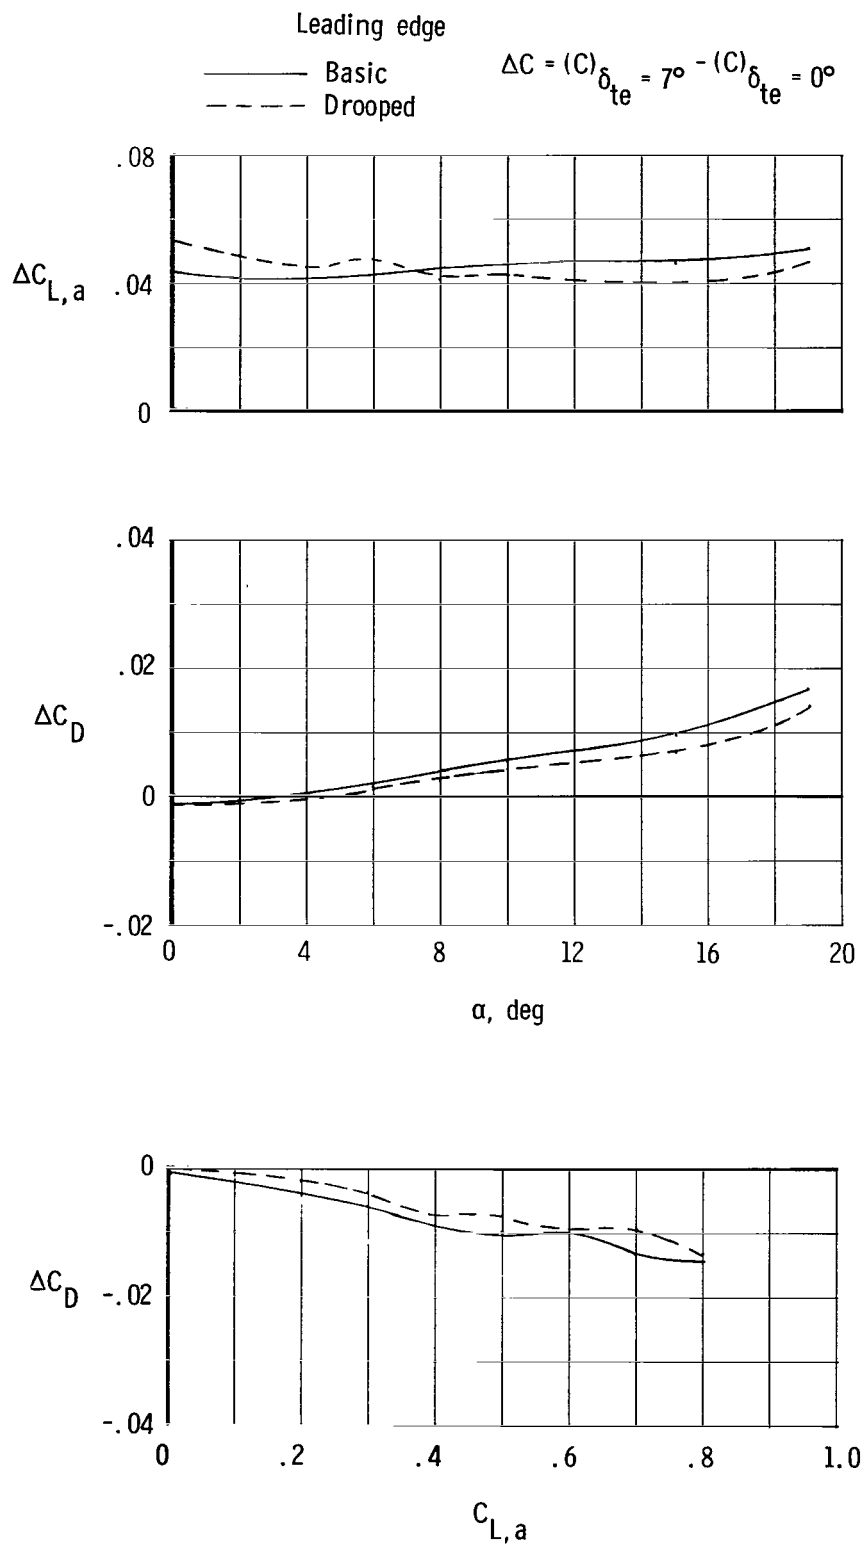 Leading edge
Basic
Drooped
ΔC = (C)δte = 7° - (C)δte = 0°
.08
ΔCL,a
.04
0
.04
.02
ΔCD
0
-.02
0 4 8 12 16 20
α, deg
0
ΔCD
-.02
-.04
0 .2 .4 .6 .8 1.0
CL,a